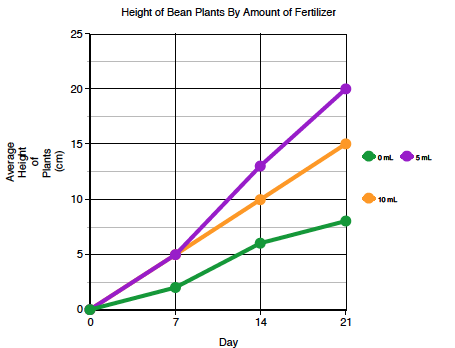 Height of Bean Plants By Amount of Fertilizer
25
20
15
10
5
0
Average
Height
of
Plants
(cm)
0
7
14
21
Day
0 mL
5 mL
10 mL